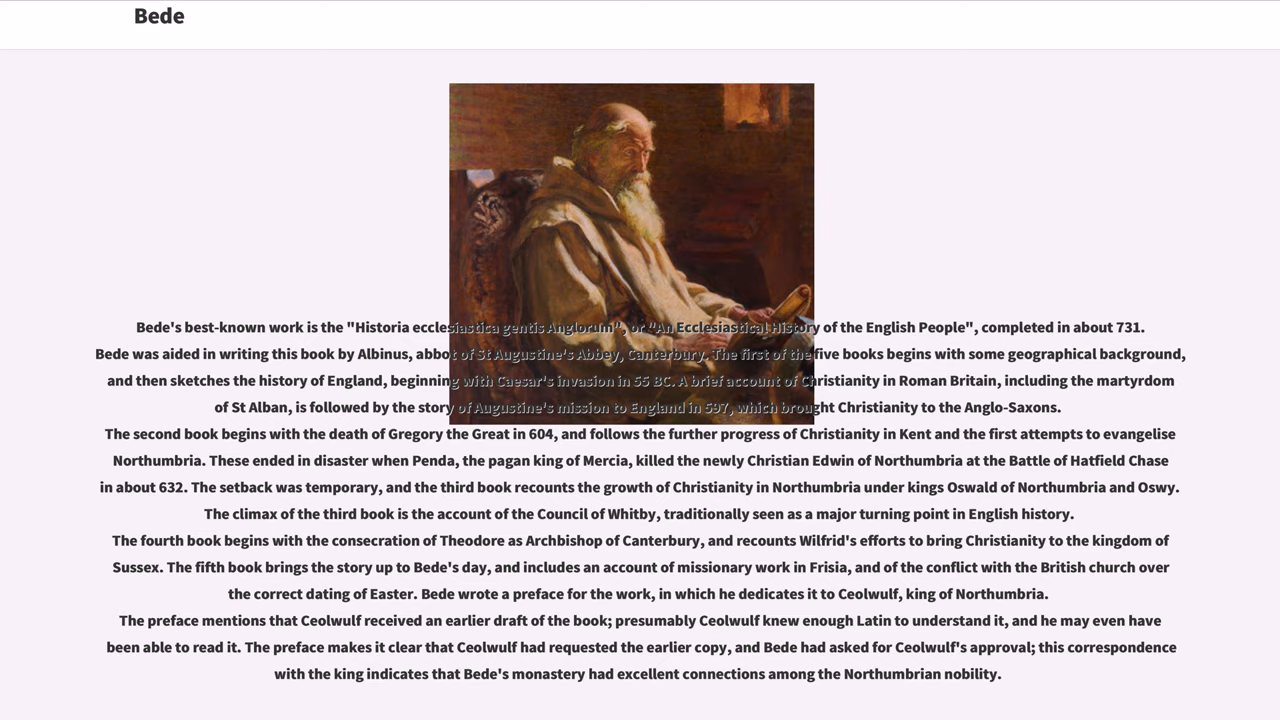 Bede
Bede's best-known work is the "Historia ecclesiastica gentis Anglorum", or "An Ecclesiastical History of the English People", completed in about 731.
Bede was aided in writing this book by Albinus, abbot of St Augustine's Abbey, Canterbury. The first of the five books begins with some geographical background,
and then sketches the history of England, beginning with Caesar's invasion in 55 BC. A brief account of Christianity in Roman Britain, including the martyrdom
of St Alban, is followed by the story of Augustine's mission to England in 597, which brought Christianity to the Anglo-Saxons.
The second book begins with the death of Gregory the Great in 604, and follows the further progress of Christianity in Kent and the first attempts to evangelise
Northumbria. These ended in disaster when Penda, the pagan king of Mercia, killed the newly Christian Edwin of Northumbria at the Battle of Hatfield Chase
in about 632. The setback was temporary, and the third book recounts the growth of Christianity in Northumbria under kings Oswald of Northumbria and Oswy.
The climax of the third book is the account of the Council of Whitby, traditionally seen as a major turning point in English history.
The fourth book begins with the consecration of Theodore as Archbishop of Canterbury, and recounts Wilfrid's efforts to bring Christianity to the kingdom of
Sussex. The fifth book brings the story up to Bede's day, and includes an account of missionary work in Frisia, and of the conflict with the British church over
the correct dating of Easter. Bede wrote a preface for the work, in which he dedicates it to Ceolwulf, king of Northumbria.
The preface mentions that Ceolwulf received an earlier draft of the book; presumably Ceolwulf knew enough Latin to understand it, and he may even have
been able to read it. The preface makes it clear that Ceolwulf had requested the earlier copy, and Bede had asked for Ceolwulf's approval; this correspondence
with the king indicates that Bede's monastery had excellent connections among the Northumbrian nobility.